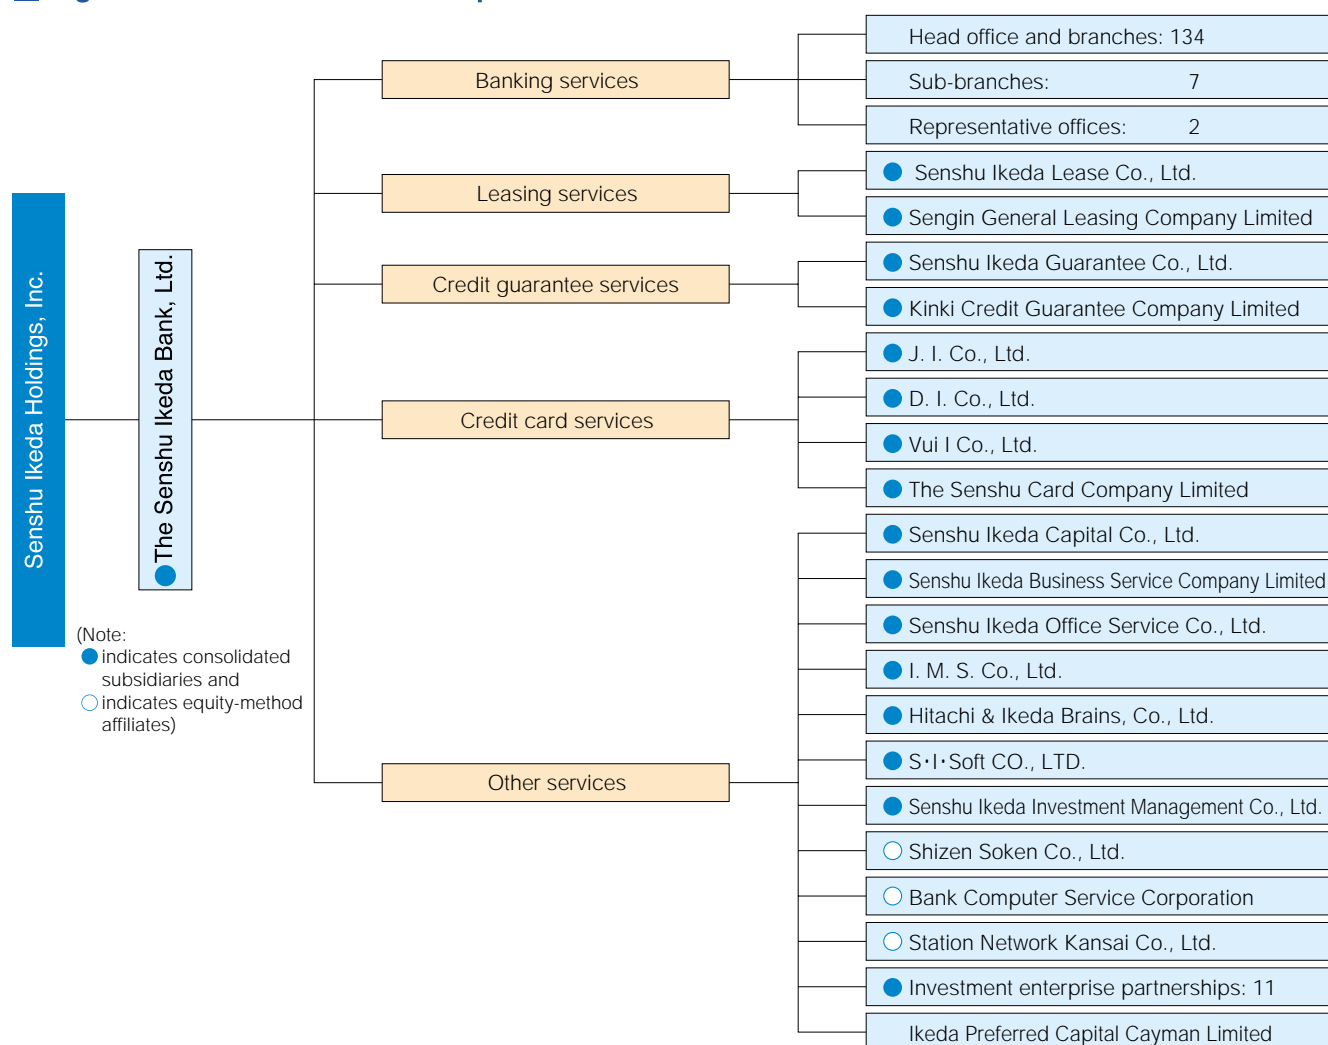 Senshu Ikeda Holdings, Inc.
The Senshu Ikeda Bank, Ltd.
(Note:
indicates consolidated
subsidiaries and
indicates equity-method
affiliates)
Banking services
Head office and branches: 134
Sub-branches: 7
Representative offices: 2
Leasing services
Senshu Ikeda Lease Co., Ltd.
Sengin General Leasing Company Limited
Credit guarantee services
Senshu Ikeda Guarantee Co., Ltd.
Kinki Credit Guarantee Company Limited
Credit card services
J. I. Co., Ltd.
D. I. Co., Ltd.
Vui I Co., Ltd.
The Senshu Card Company Limited
Other services
Senshu Ikeda Capital Co., Ltd.
Senshu Ikeda Business Service Company Limited
Senshu Ikeda Office Service Co., Ltd.
I. M. S. Co., Ltd.
Hitachi & Ikeda Brains, Co., Ltd.
S・I・Soft CO., LTD.
Senshu Ikeda Investment Management Co., Ltd.
Shizen Soken Co., Ltd.
Bank Computer Service Corporation
Station Network Kansai Co., Ltd.
Investment enterprise partnerships: 11
Ikeda Preferred Capital Cayman Limited